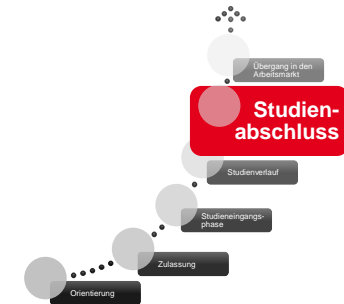 Übergang in den
Arbeitsmarkt
Studien-
abschluss
Studienverlauf
Studieneingangs-
phase
Zulassung
Orientierung